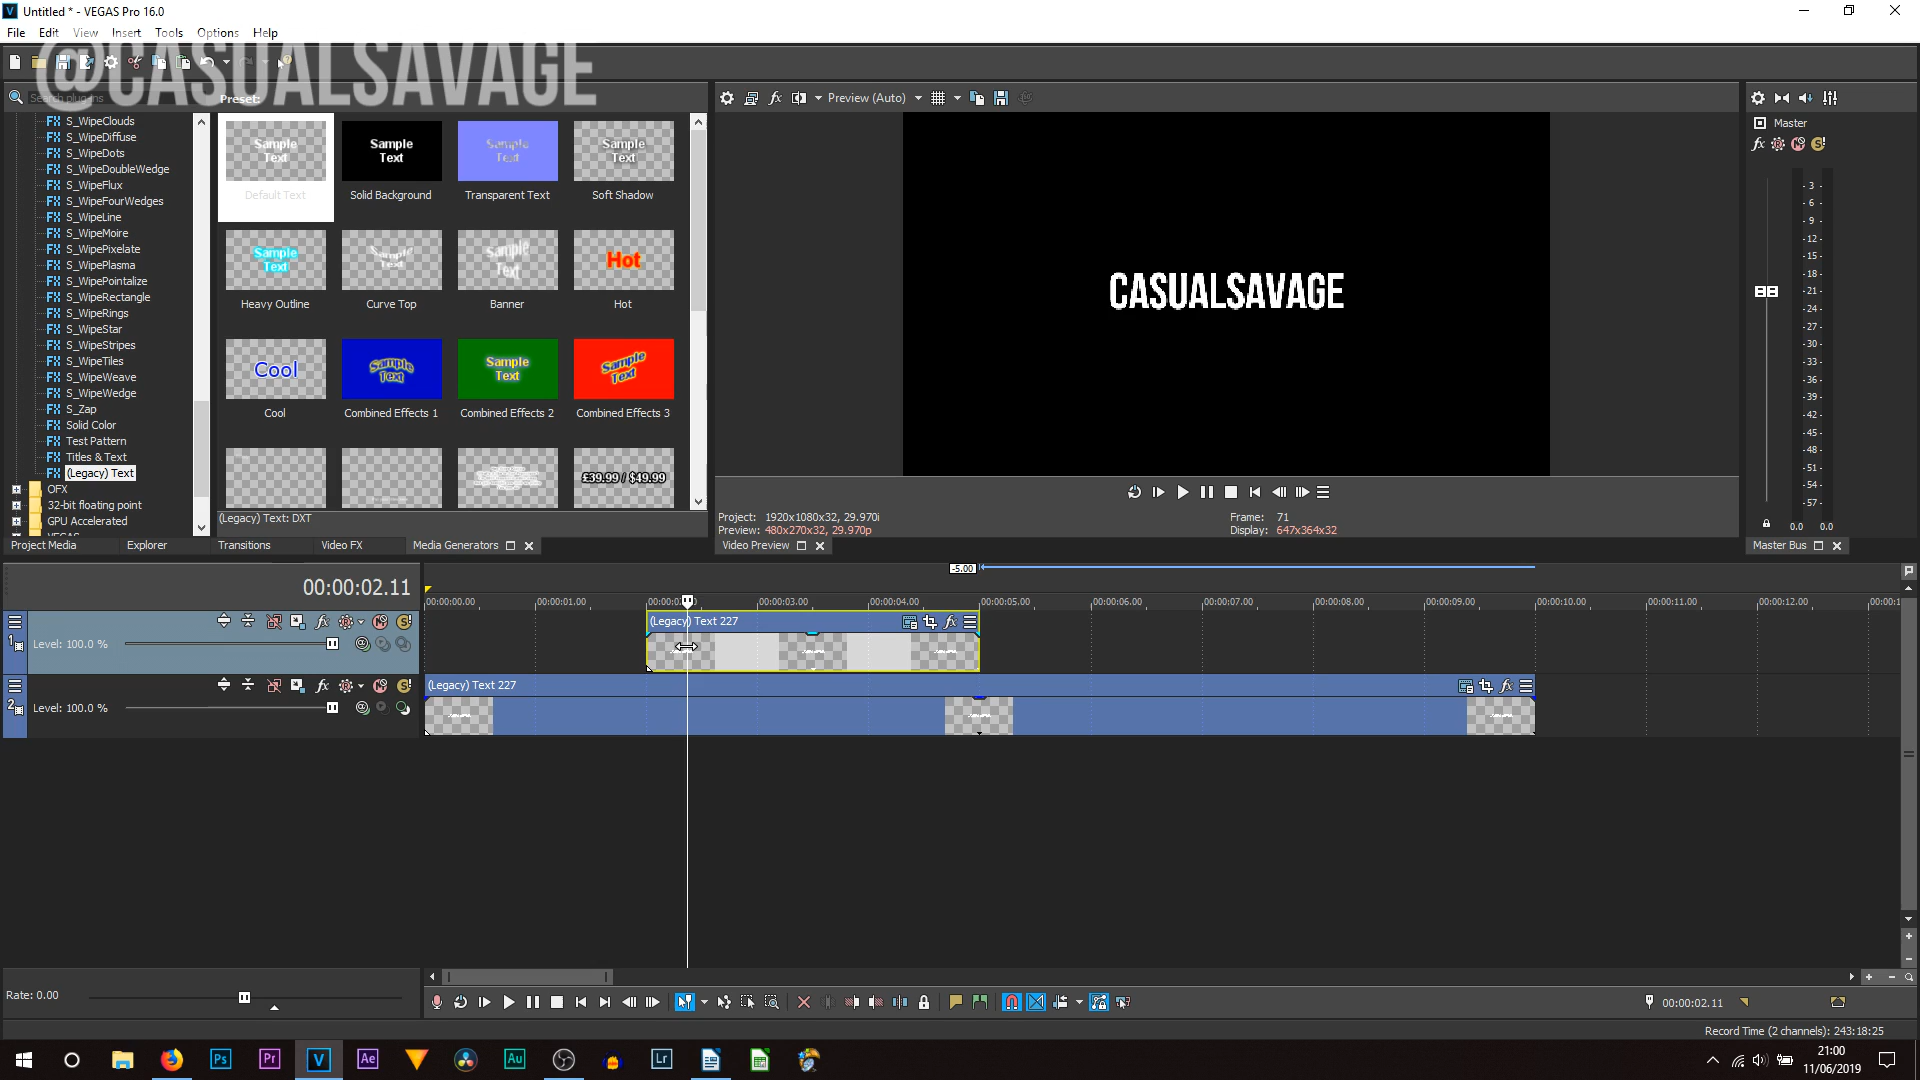 Untitled * - VEGAS Pro 16.0
File Edit View Insert Tools Options Help
@CASUALSAVAGE
Search plug-ins
Preset:
S_WipeClouds
S_WipeDiffuse
S_WipeDots
S_WipeDoubleWedge
S_WipeFlux
S_WipeFourWedges
S_WipeLine
S_WipeMoire
S_WipePixelate
S_WipePlasma
S_WipePointalize
S_WipeRectangle
S_WipeRings
S_WipeStar
S_WipeStripes
S_WipeTiles
S_WipeWeave
S_WipeWedge
S_Zap
Solid Color
Test Pattern
Titles & Text
(Legacy) Text
OFX
32-bit floating point
GPU Accelerated
VEGAS
Sample Text
Default Text
Sample Text
Solid Background
Sample Text
Transparent Text
Sample Text
Soft Shadow
Sample Text
Heavy Outline
Sample Text
Curve Top
Sample Text
Banner
Hot
Hot
Cool
Cool
Sample Text
Combined Effects 1
Sample Text
Combined Effects 2
Sample Text
Combined Effects 3
£39.99 / $49.99
(Legacy) Text: DXT
Project Media Explorer Transitions Video FX Media Generators
Preview (Auto)
CASUALSAVAGE
Project: 1920x1080x32, 29.970i
Preview: 480x270x32, 29.970p
Frame: 71
Display: 647x364x32
Video Preview
Master
- 3 -
- 6 -
- 9 -
- 12 -
- 15 -
- 18 -
- 21 -
- 24 -
- 27 -
- 30 -
- 33 -
- 36 -
- 39 -
- 42 -
- 45 -
- 48 -
- 51 -
- 54 -
- 57 -
0.0 0.0
Master Bus
00:00:02.11
-5.00
00:00:00.00 00:00:01.00 00:00:03.00 00:00:04.00 00:00:05.00 00:00:06.00 00:00:07.00 00:00:08.00 00:00:09.00 00:00:10.00 00:00:11.00 00:00:12.00
1
Level: 100.0 %
(Legacy) Text 227
2
Level: 100.0 %
(Legacy) Text 227
Rate: 0.00
00:00:02.11
Record Time (2 channels): 243:18:25
Ps Pr V Ae Au Lr
21:00
11/06/2019